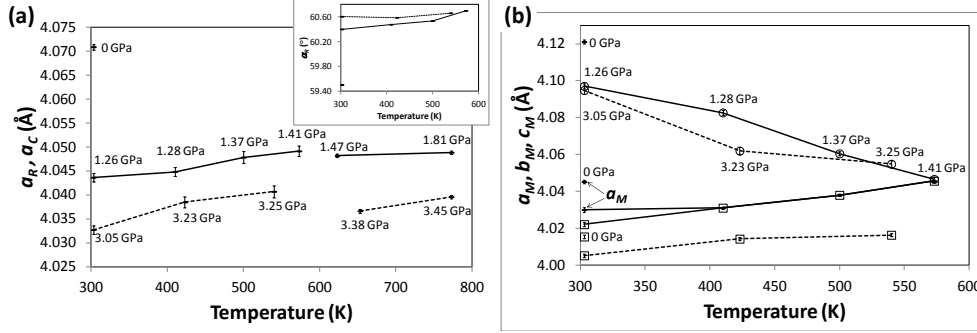 (a)
4.075
4.070
4.065
4.060
4.055
4.050
4.045
4.040
4.035
4.030
4.025
a_R, a_C (Å)
0 GPa
1.26 GPa
1.28 GPa
1.37 GPa
1.41 GPa
1.47 GPa
1.81 GPa
3.05 GPa
3.23 GPa
3.25 GPa
3.38 GPa
3.45 GPa
300 400 500 600 700 800
Temperature (K)
60.60
60.20
59.80
59.40
α_R (°)
300 400 500 600
Temperature (K)
(b)
4.12
4.10
4.08
4.06
4.04
4.02
4.00
a_M, b_M, c_M (Å)
0 GPa
1.26 GPa
1.28 GPa
3.05 GPa
1.37 GPa
3.25 GPa
3.23 GPa
1.41 GPa
0 GPa
a_M
0 GPa
300 350 400 450 500 550 600
Temperature (K)